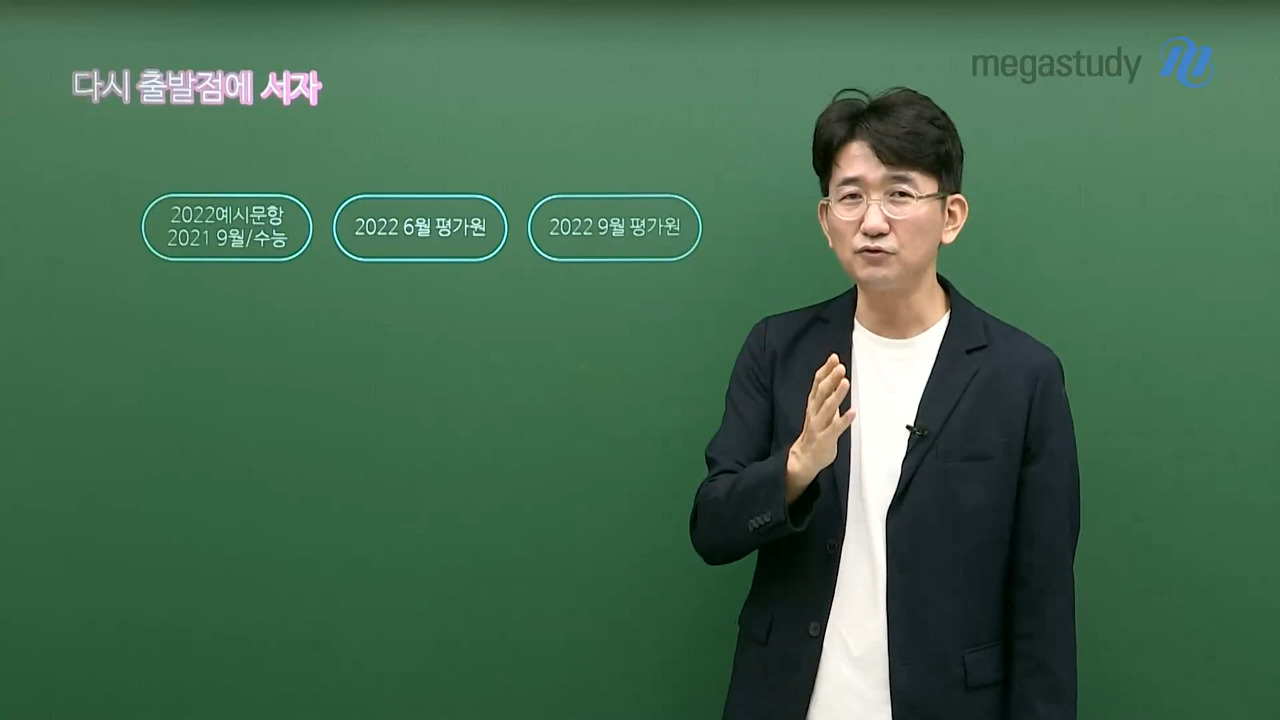 다시 출발점에 서자
megastudy
2022예시문항
2021 9월/수능
2022 6월 평가원
2022 9월 평가원